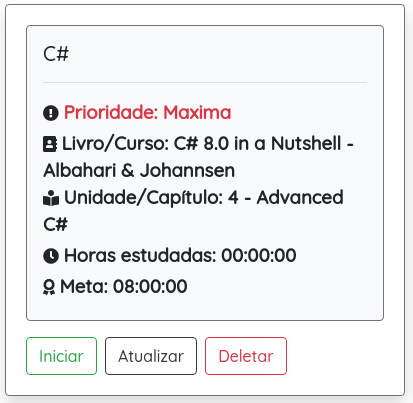 C#
Prioridade: Maxima
Livro/Curso: C# 8.0 in a Nutshell -
Albahari & Johannsen
Unidade/Capítulo: 4 - Advanced
C#
Horas estudadas: 00:00:00
Meta: 08:00:00
Iniciar
Atualizar
Deletar